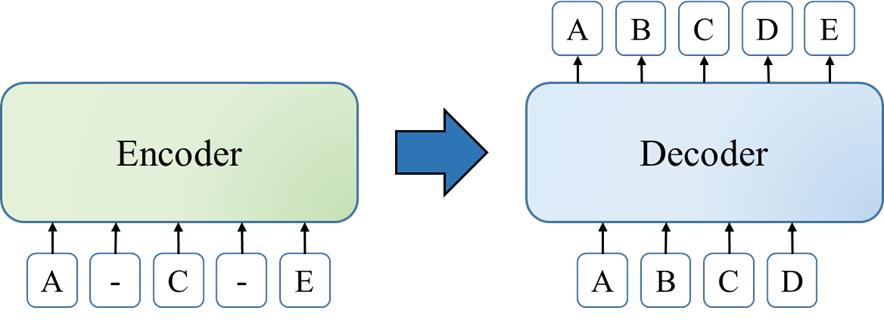 A B C D E
Encoder
Decoder
A - C - E
A B C D